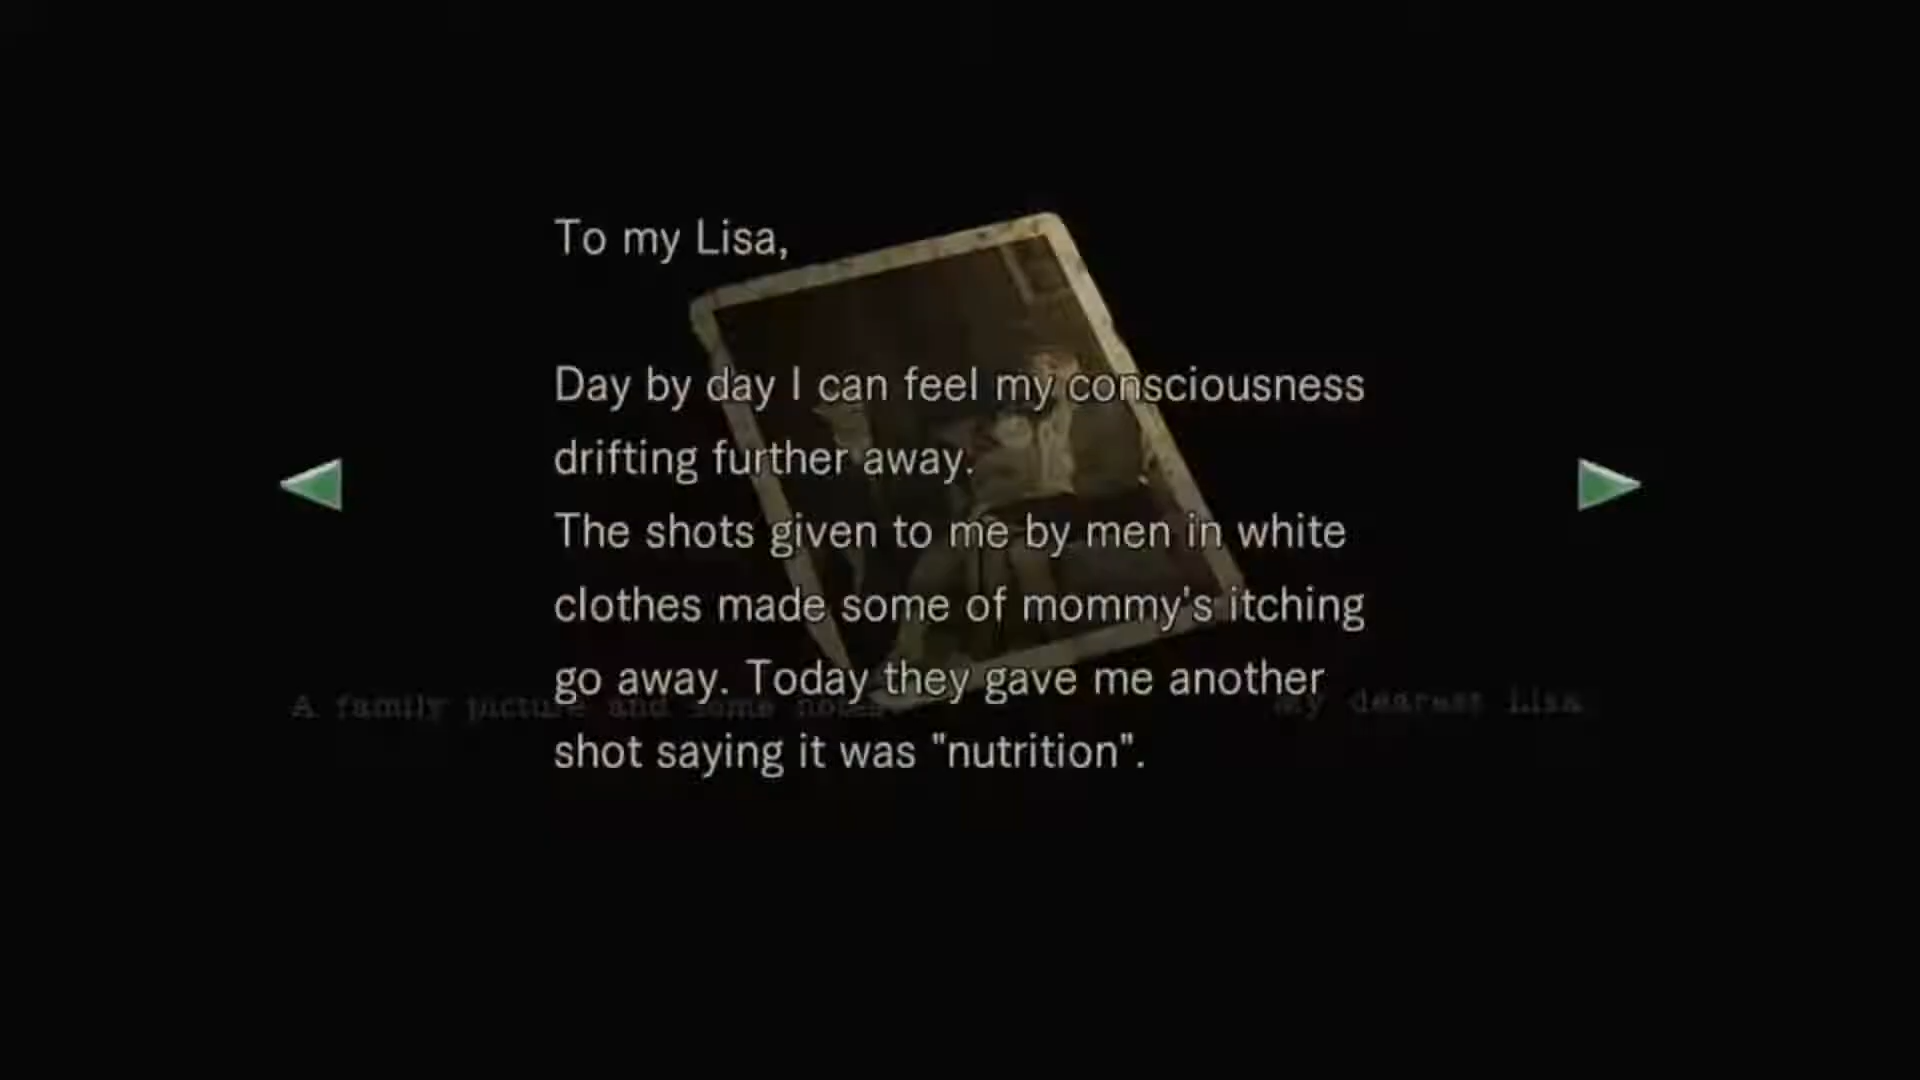 To my Lisa,
Day by day I can feel my consciousness
drifting further away.
The shots given to me by men in white
clothes made some of mommy's itching
go away. Today they gave me another
shot saying it was "nutrition".
A family picture and some notes
My dearest Lisa